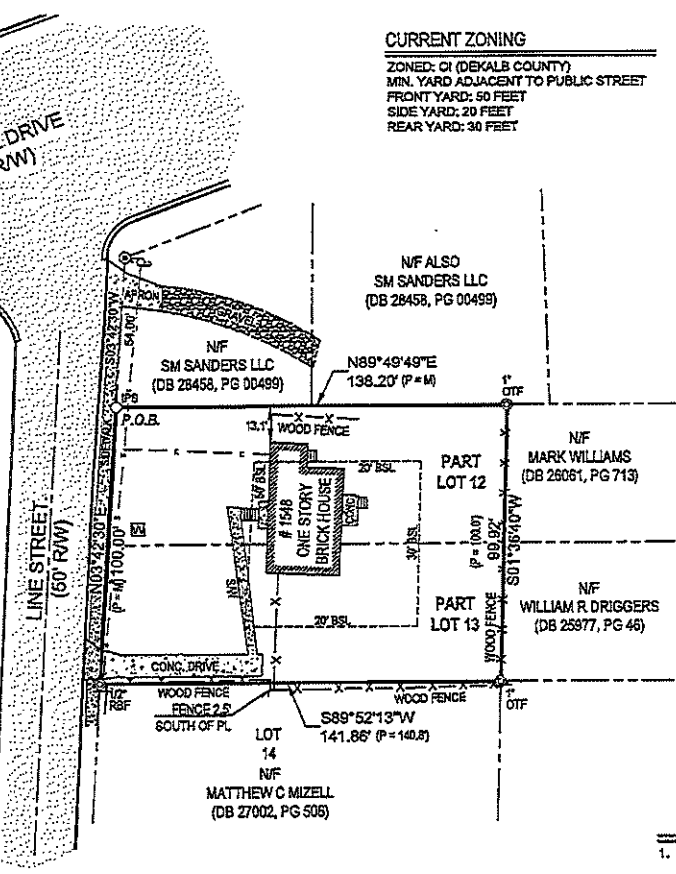 CURRENT ZONING
ZONED: CI (DEKALB COUNTY)
MIN. YARD ADJACENT TO PUBLIC STREET
FRONT YARD: 50 FEET
SIDE YARD: 20 FEET
REAR YARD: 30 FEET
DRIVE
R/W)
N/F ALSO
SM SANDERS LLC
(DB 28458, PG 00499)
APRON
GRAVEL
S03°42'30"W
54.00'
N/F
SM SANDERS LLC
(DB 28458, PG 00499)
N89°49'49"E
138.20' (P=M)
1"
OTF
IPS
P.O.B.
13.1'
WOOD FENCE
N/F
MARK WILLIAMS
(DB 26061, PG 713)
PART
LOT 12
20' BSL
50' BSL
# 1548
ONE STORY
BRICK HOUSE
CONC.
30' BSL
WOOD FENCE
(P = 100.0')
99.92'
S01°36'40"W
SIDEWALK
N03°42'30"E
(P=M) 100.00'
W
LINE STREET
(50' R/W)
W/S
PART
LOT 13
20' BSL
N/F
WILLIAM R DRIGGERS
(DB 25977, PG 46)
CONC. DRIVE
1/2"
RBF
WOOD FENCE
FENCE 2.5'
SOUTH OF PL
WOOD FENCE
1"
OTF
S89°52'13"W
141.86' (P = 140.8')
LOT
14
N/F
MATTHEW C MIZELL
(DB 27002, PG 506)
1.